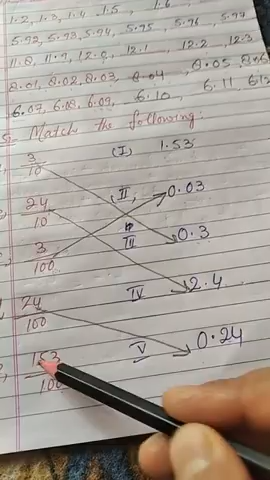 1.2, 1.3, 1.4, 1.5, 1.6
5.92, 5.93, 5.94, 5.95, 5.96, 5.97
11.8, 11.9, 12.0, 12.1, 12.2, 12.3
8.01, 8.02, 8.03, 8.04, 8.05
6.07, 6.08, 6.09, 6.10, 6.11
Match the following:
3/10 (I) 1.53
24/10 II, 0.03
3/100 III 0.3
IV 2.4
24/100
V 0.24
153/100